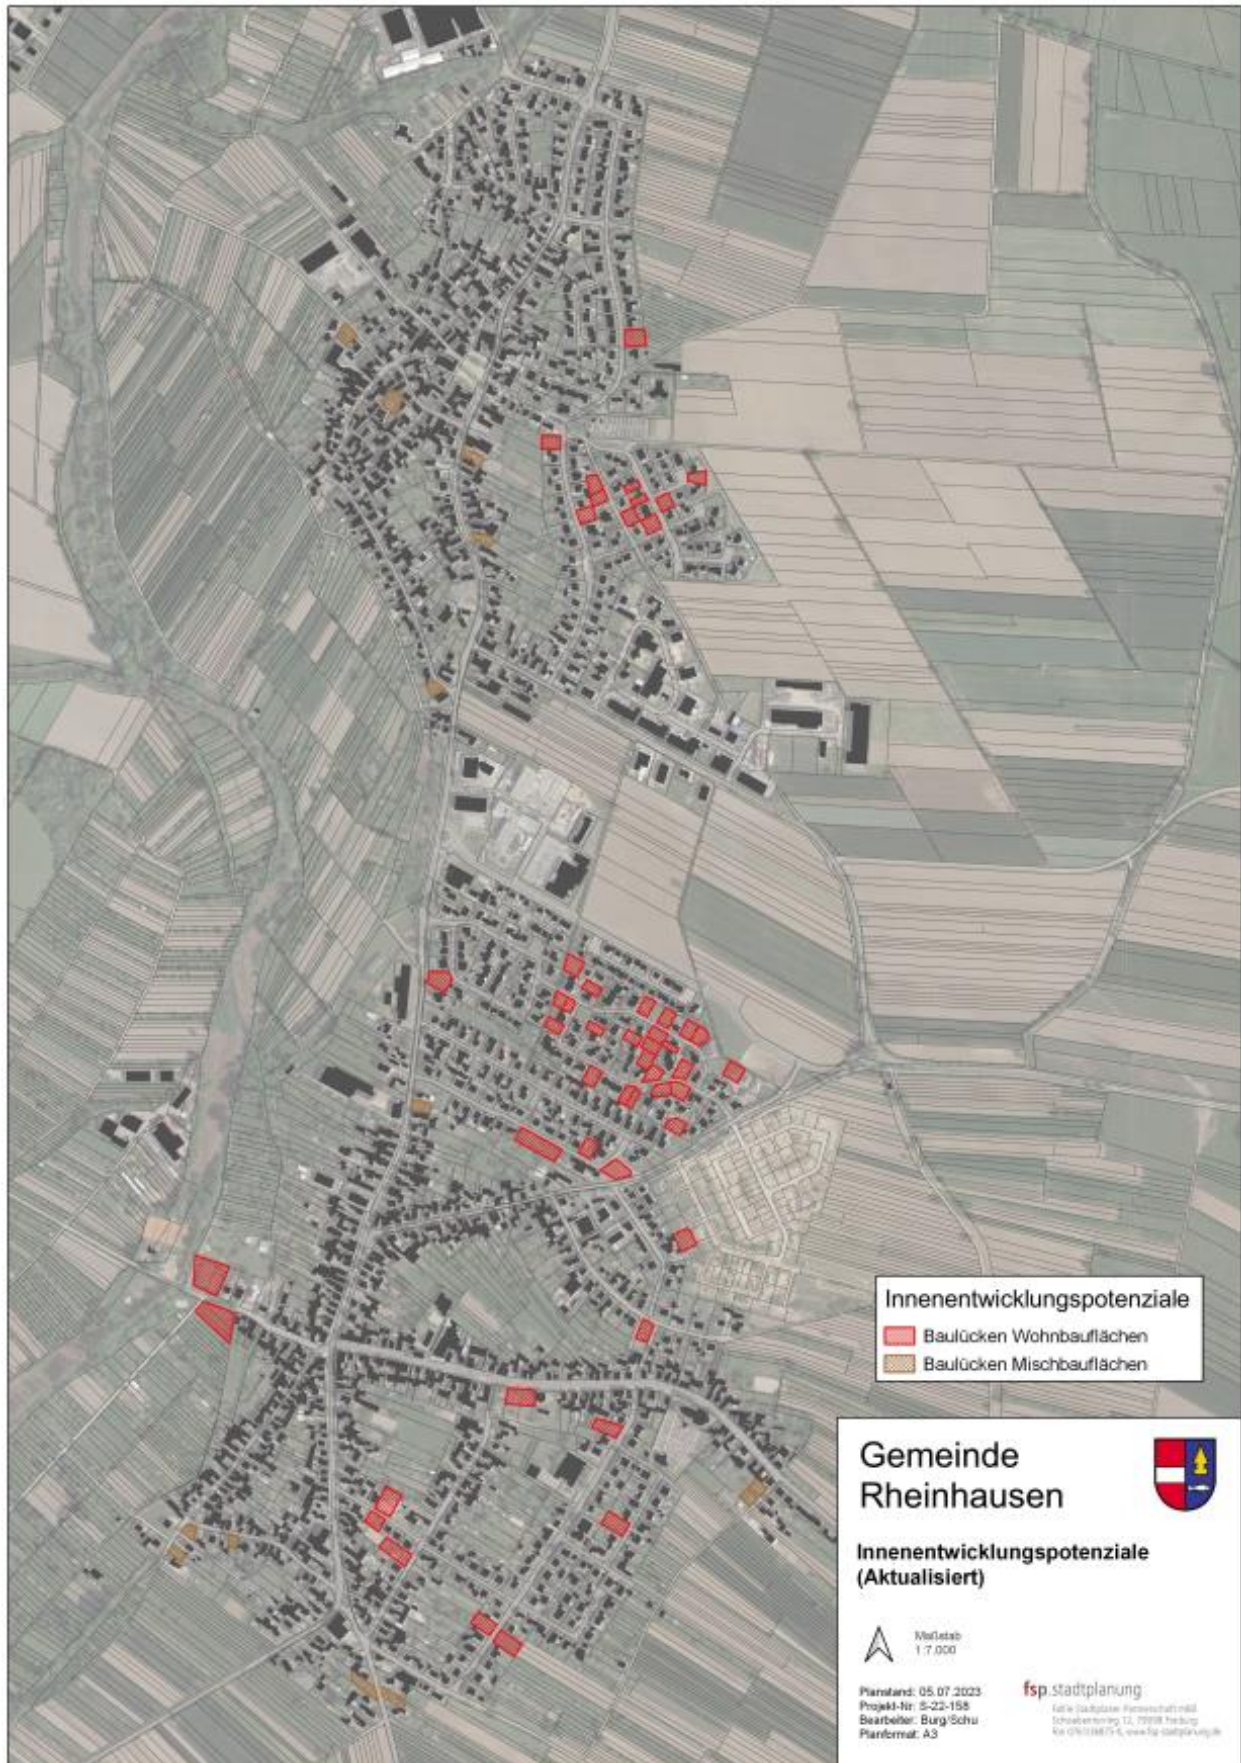 Innenentwicklungspotenziale
Baulücken Wohnbauflächen
Baulücken Mischbauflächen
Gemeinde
Rheinhausen
Innenentwicklungspotenziale
(Aktualisiert)
Maßstab
1:7.000
Planstand: 05.07.2023
Projekt-Nr: S-22-158
Bearbeiter: Burg/Schu
Planformat: A3
fsp.stadtplanung